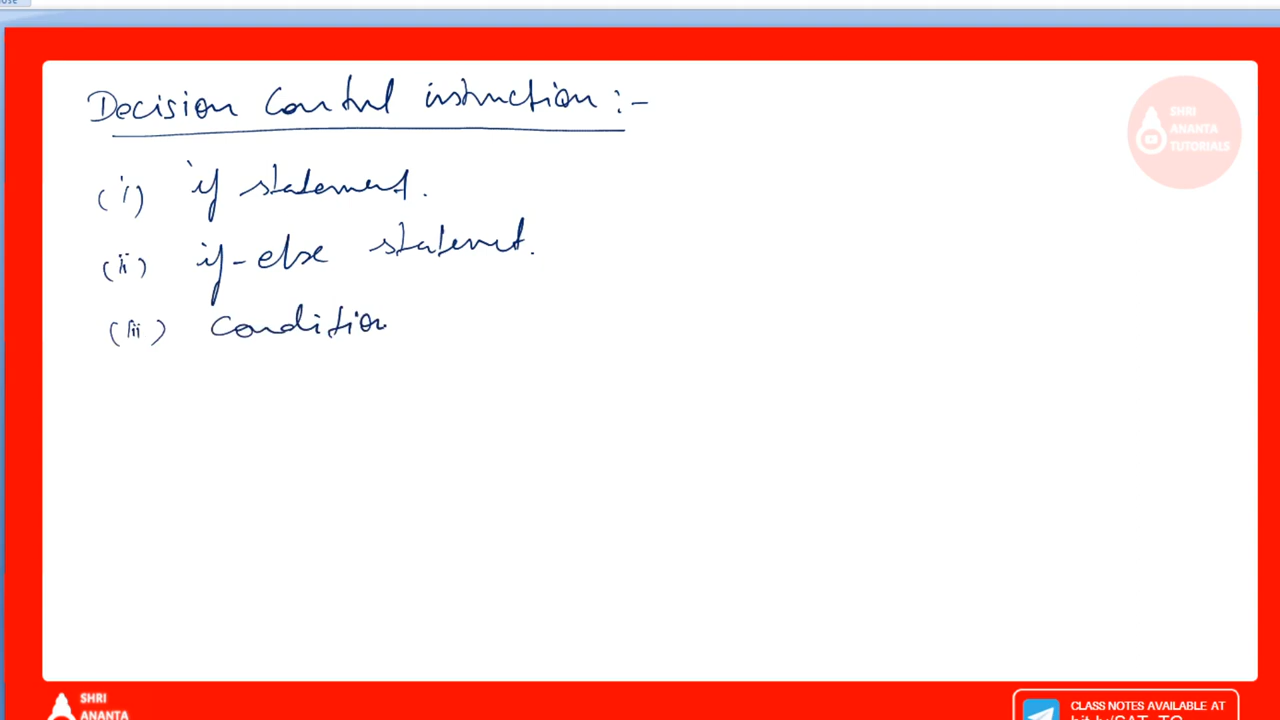 Decision Control instruction :-
(i) if statement.
(ii) if-else statemet.
(iii) Condition
SHRI
ANANTA
TUTORIALS
SHRI
ANANTA
CLASS NOTES AVAILABLE AT